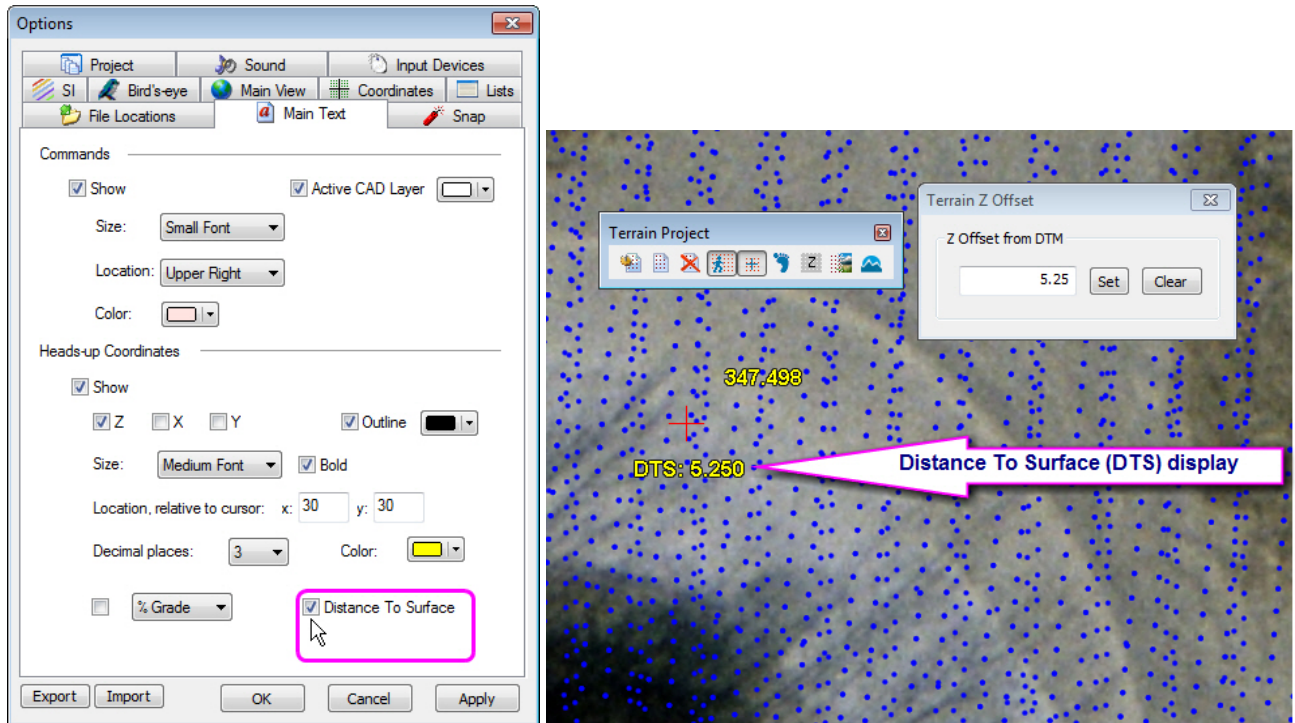 Options
Project Sound Input Devices
SI Bird's-eye Main View Coordinates Lists
File Locations Main Text Snap
Commands
Show Active CAD Layer
Size: Small Font
Location: Upper Right
Color:
Heads-up Coordinates
Show
Z X Y Outline
Size: Medium Font Bold
Location, relative to cursor: x: 30 y: 30
Decimal places: 3 Color:
% Grade Distance To Surface
Export Import OK Cancel Apply
Terrain Project
Z
Terrain Z Offset
Z Offset from DTM
5.25 Set Clear
347.498
DTS: 5.250
Distance To Surface (DTS) display